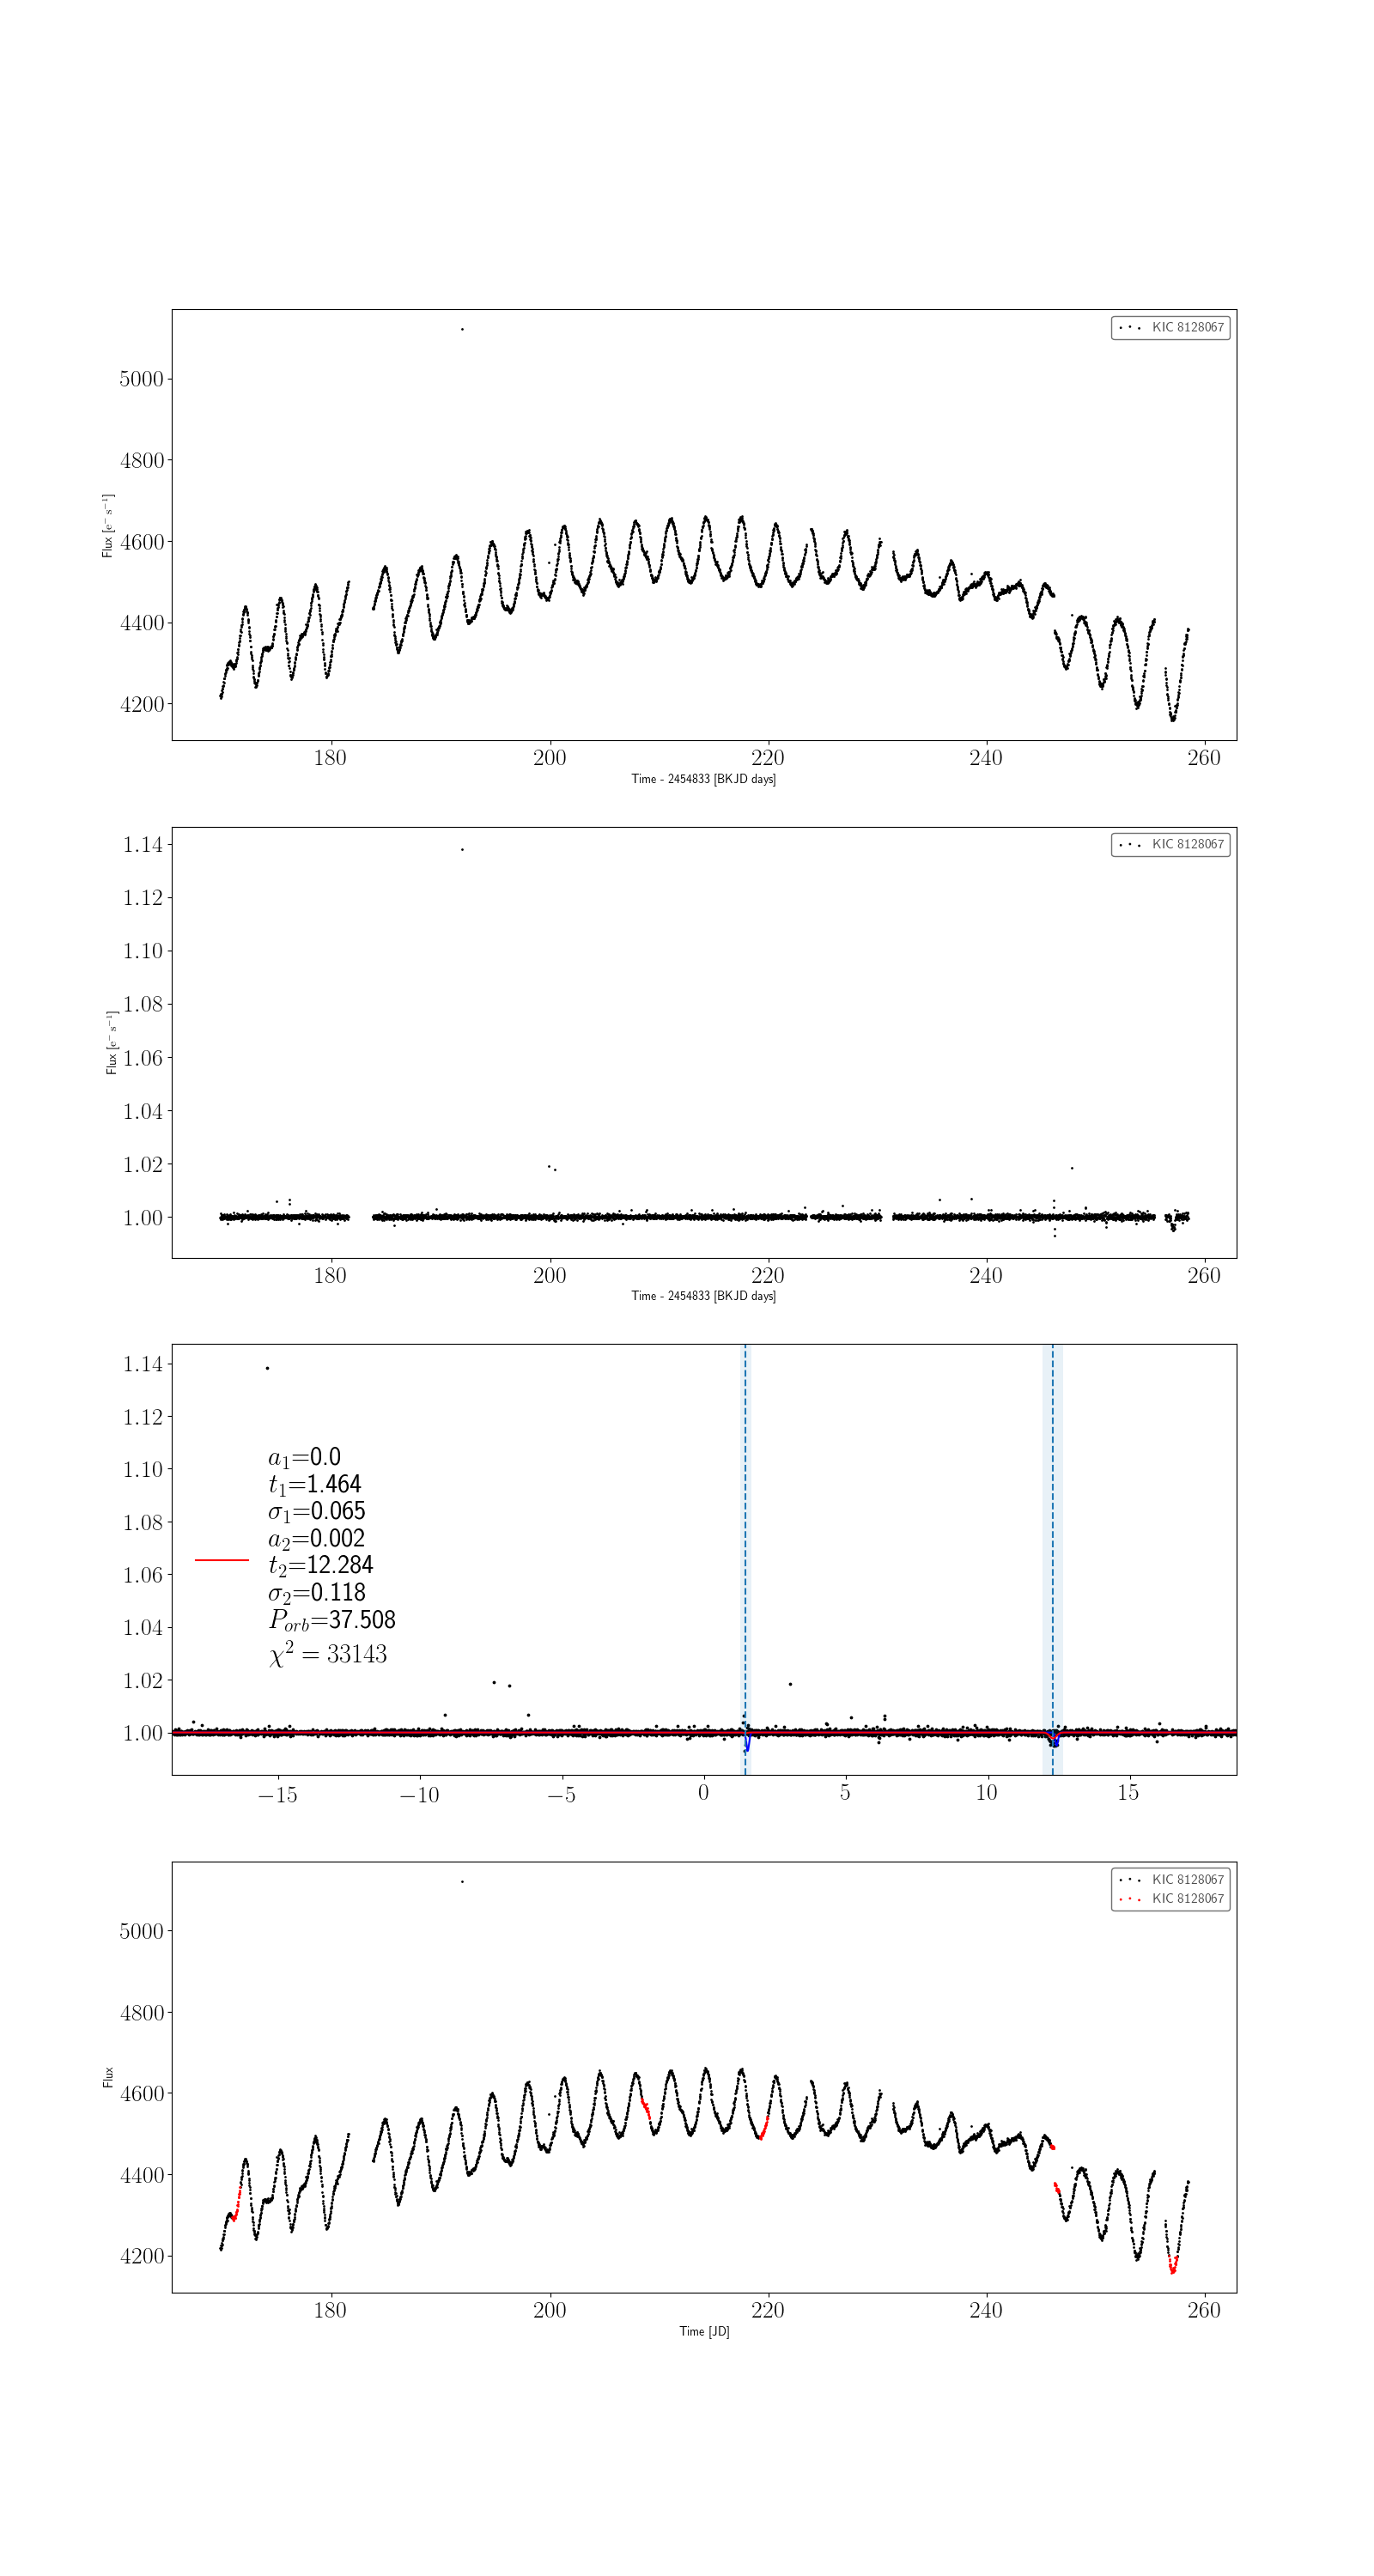 KIC 8128067
5000
4800
4600
4400
4200
Flux [e⁻ s⁻¹]
180 200 220 240 260
Time - 2454833 [BKJD days]
KIC 8128067
1.14
1.12
1.10
1.08
1.06
1.04
1.02
1.00
Flux [e⁻ s⁻¹]
180 200 220 240 260
Time - 2454833 [BKJD days]
1.14
1.12
1.10
1.08
1.06
1.04
1.02
1.00
a₁=0.0
t₁=1.464
σ₁=0.065
a₂=0.002
t₂=12.284
σ₂=0.118
P_orb=37.508
χ² = 33143
−15 −10 −5 0 5 10 15
KIC 8128067
KIC 8128067
5000
4800
4600
4400
4200
Flux
180 200 220 240 260
Time [JD]